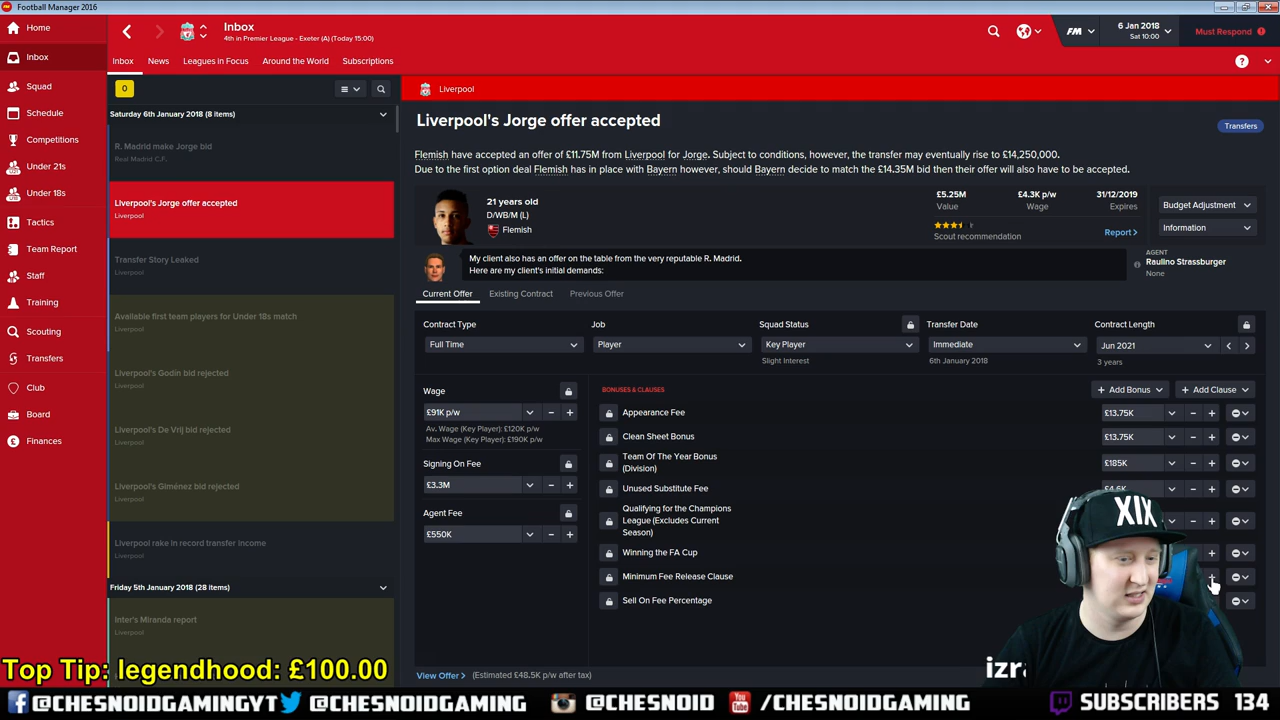 Football Manager 2016
Home
Inbox
Squad
Schedule
Competitions
Under 21s
Under 18s
Tactics
Team Report
Staff
Training
Scouting
Transfers
Club
Board
Finances
Inbox
4th in Premier League - Exeter (A) (Today 15:00)
FM
6 Jan 2018
Sat 10:00
Must Respond
Inbox News Leagues in Focus Around the World Subscriptions
0
Saturday 6th January 2018 (8 items)
R. Madrid make Jorge bid
Real Madrid C.F.
Liverpool's Jorge offer accepted
Liverpool
Transfer Story Leaked
Liverpool
Available first team players for Under 18s match
Liverpool
Liverpool's Godín bid rejected
Liverpool
Liverpool's De Vrij bid rejected
Liverpool
Liverpool's Giménez bid rejected
Liverpool
Liverpool rake in record transfer income
Liverpool
Friday 5th January 2018 (28 items)
Inter's Miranda report
Liverpool
Liverpool
Liverpool's Jorge offer accepted
Transfers
Flemish have accepted an offer of £11.75M from Liverpool for Jorge. Subject to conditions, however, the transfer may eventually rise to £14,250,000.
Due to the first option deal Flemish has in place with Bayern however, should Bayern decide to match the £14.35M bid then their offer will also have to be accepted.
21 years old
D/WB/M (L)
Flemish
£5.25M £4.3K p/w 31/12/2019
Value Wage Expires
Scout recommendation
Report >
Budget Adjustment
Information
My client also has an offer on the table from the very reputable R. Madrid.
Here are my client's initial demands:
AGENT
Raulino Strassburger
None
Current Offer Existing Contract Previous Offer
Contract Type Job Squad Status Transfer Date Contract Length
Full Time Player Key Player Immediate Jun 2021
Slight Interest 6th January 2018 3 years
Wage
£91K p/w
Av. Wage (Key Player): £120K p/w
Max Wage (Key Player): £190K p/w
Signing On Fee
£3.3M
Agent Fee
£550K
BONUSES & CLAUSES
+ Add Bonus + Add Clause
Appearance Fee £13.75K
Clean Sheet Bonus £13.75K
Team Of The Year Bonus
(Division) £185K
Unused Substitute Fee £4.6K
Qualifying for the Champions
League (Excludes Current
Season)
Winning the FA Cup
Minimum Fee Release Clause
Sell On Fee Percentage
View Offer > (Estimated £48.5K p/w after tax)
XIX
Top Tip: legendhood: £100.00
izra
@CHESNOIDGAMINGYT @CHESNOIDGAMING @CHESNOID /CHESNOIDGAMING SUBSCRIBERS 134